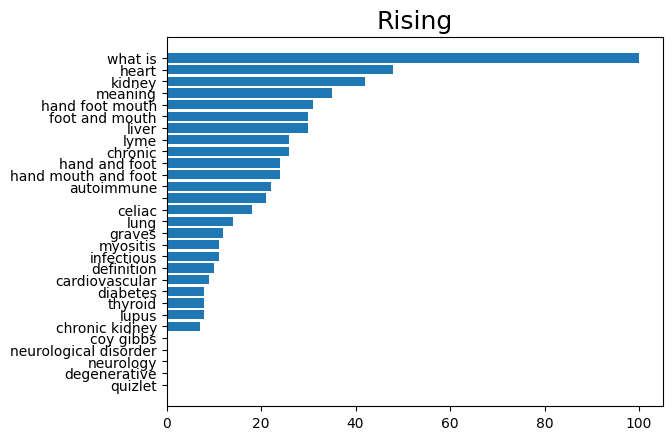 Rising
what is
heart
kidney
meaning
hand foot mouth
foot and mouth
liver
lyme
chronic
hand and foot
hand mouth and foot
autoimmune
celiac
lung
graves
myositis
infectious
definition
cardiovascular
diabetes
thyroid
lupus
chronic kidney
coy gibbs
neurological disorder
neurology
degenerative
quizlet
0 20 40 60 80 100